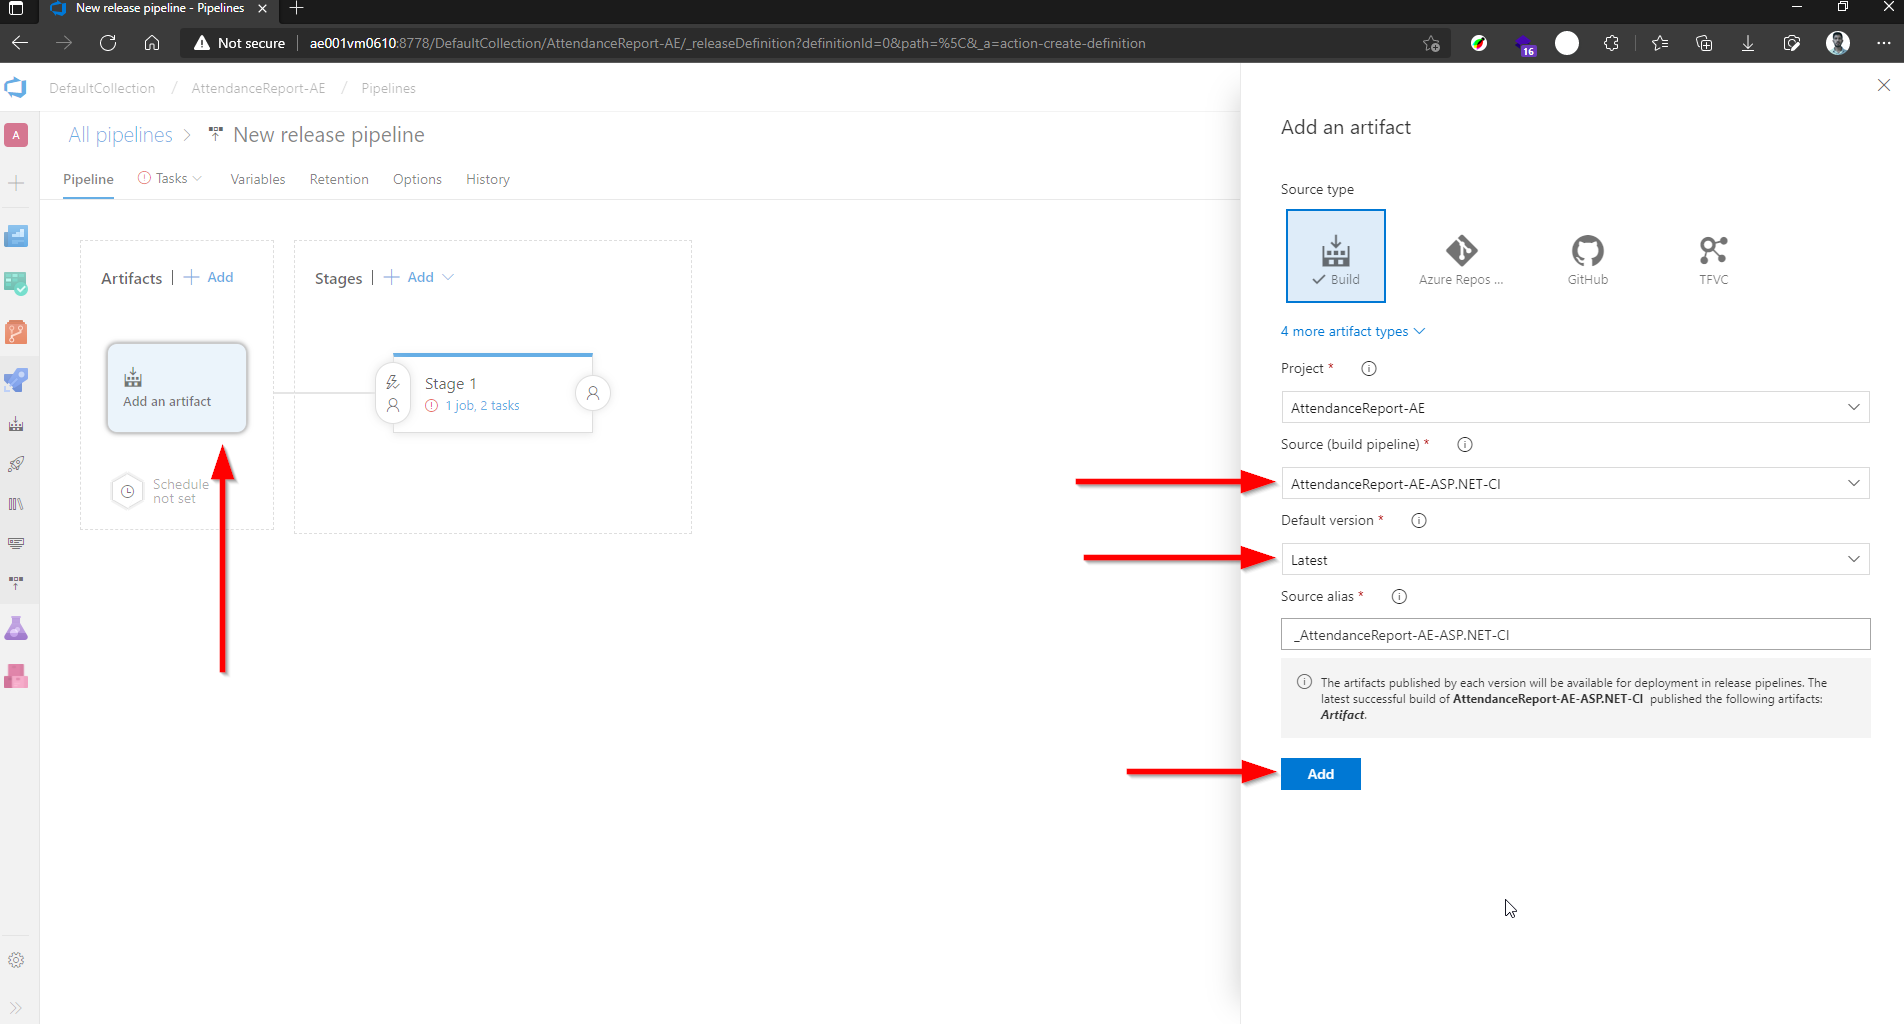 New release pipeline - Pipelines
Not secure
ae001vm0610:8778/DefaultCollection/AttendanceReport-AE/_releaseDefinition?definitionId=0&path=%5C&_a=action-create-definition
16
DefaultCollection / AttendanceReport-AE / Pipelines
A
All pipelines > New release pipeline
Pipeline Tasks Variables Retention Options History
Artifacts | + Add
Stages | + Add
Add an artifact
Schedule
not set
Stage 1
1 job, 2 tasks
Add an artifact
Source type
Build
Azure Repos ...
GitHub
TFVC
4 more artifact types
Project *
AttendanceReport-AE
Source (build pipeline) *
AttendanceReport-AE-ASP.NET-CI
Default version *
Latest
Source alias *
_AttendanceReport-AE-ASP.NET-CI
The artifacts published by each version will be available for deployment in release pipelines. The
latest successful build of AttendanceReport-AE-ASP.NET-CI published the following artifacts:
Artifact.
Add